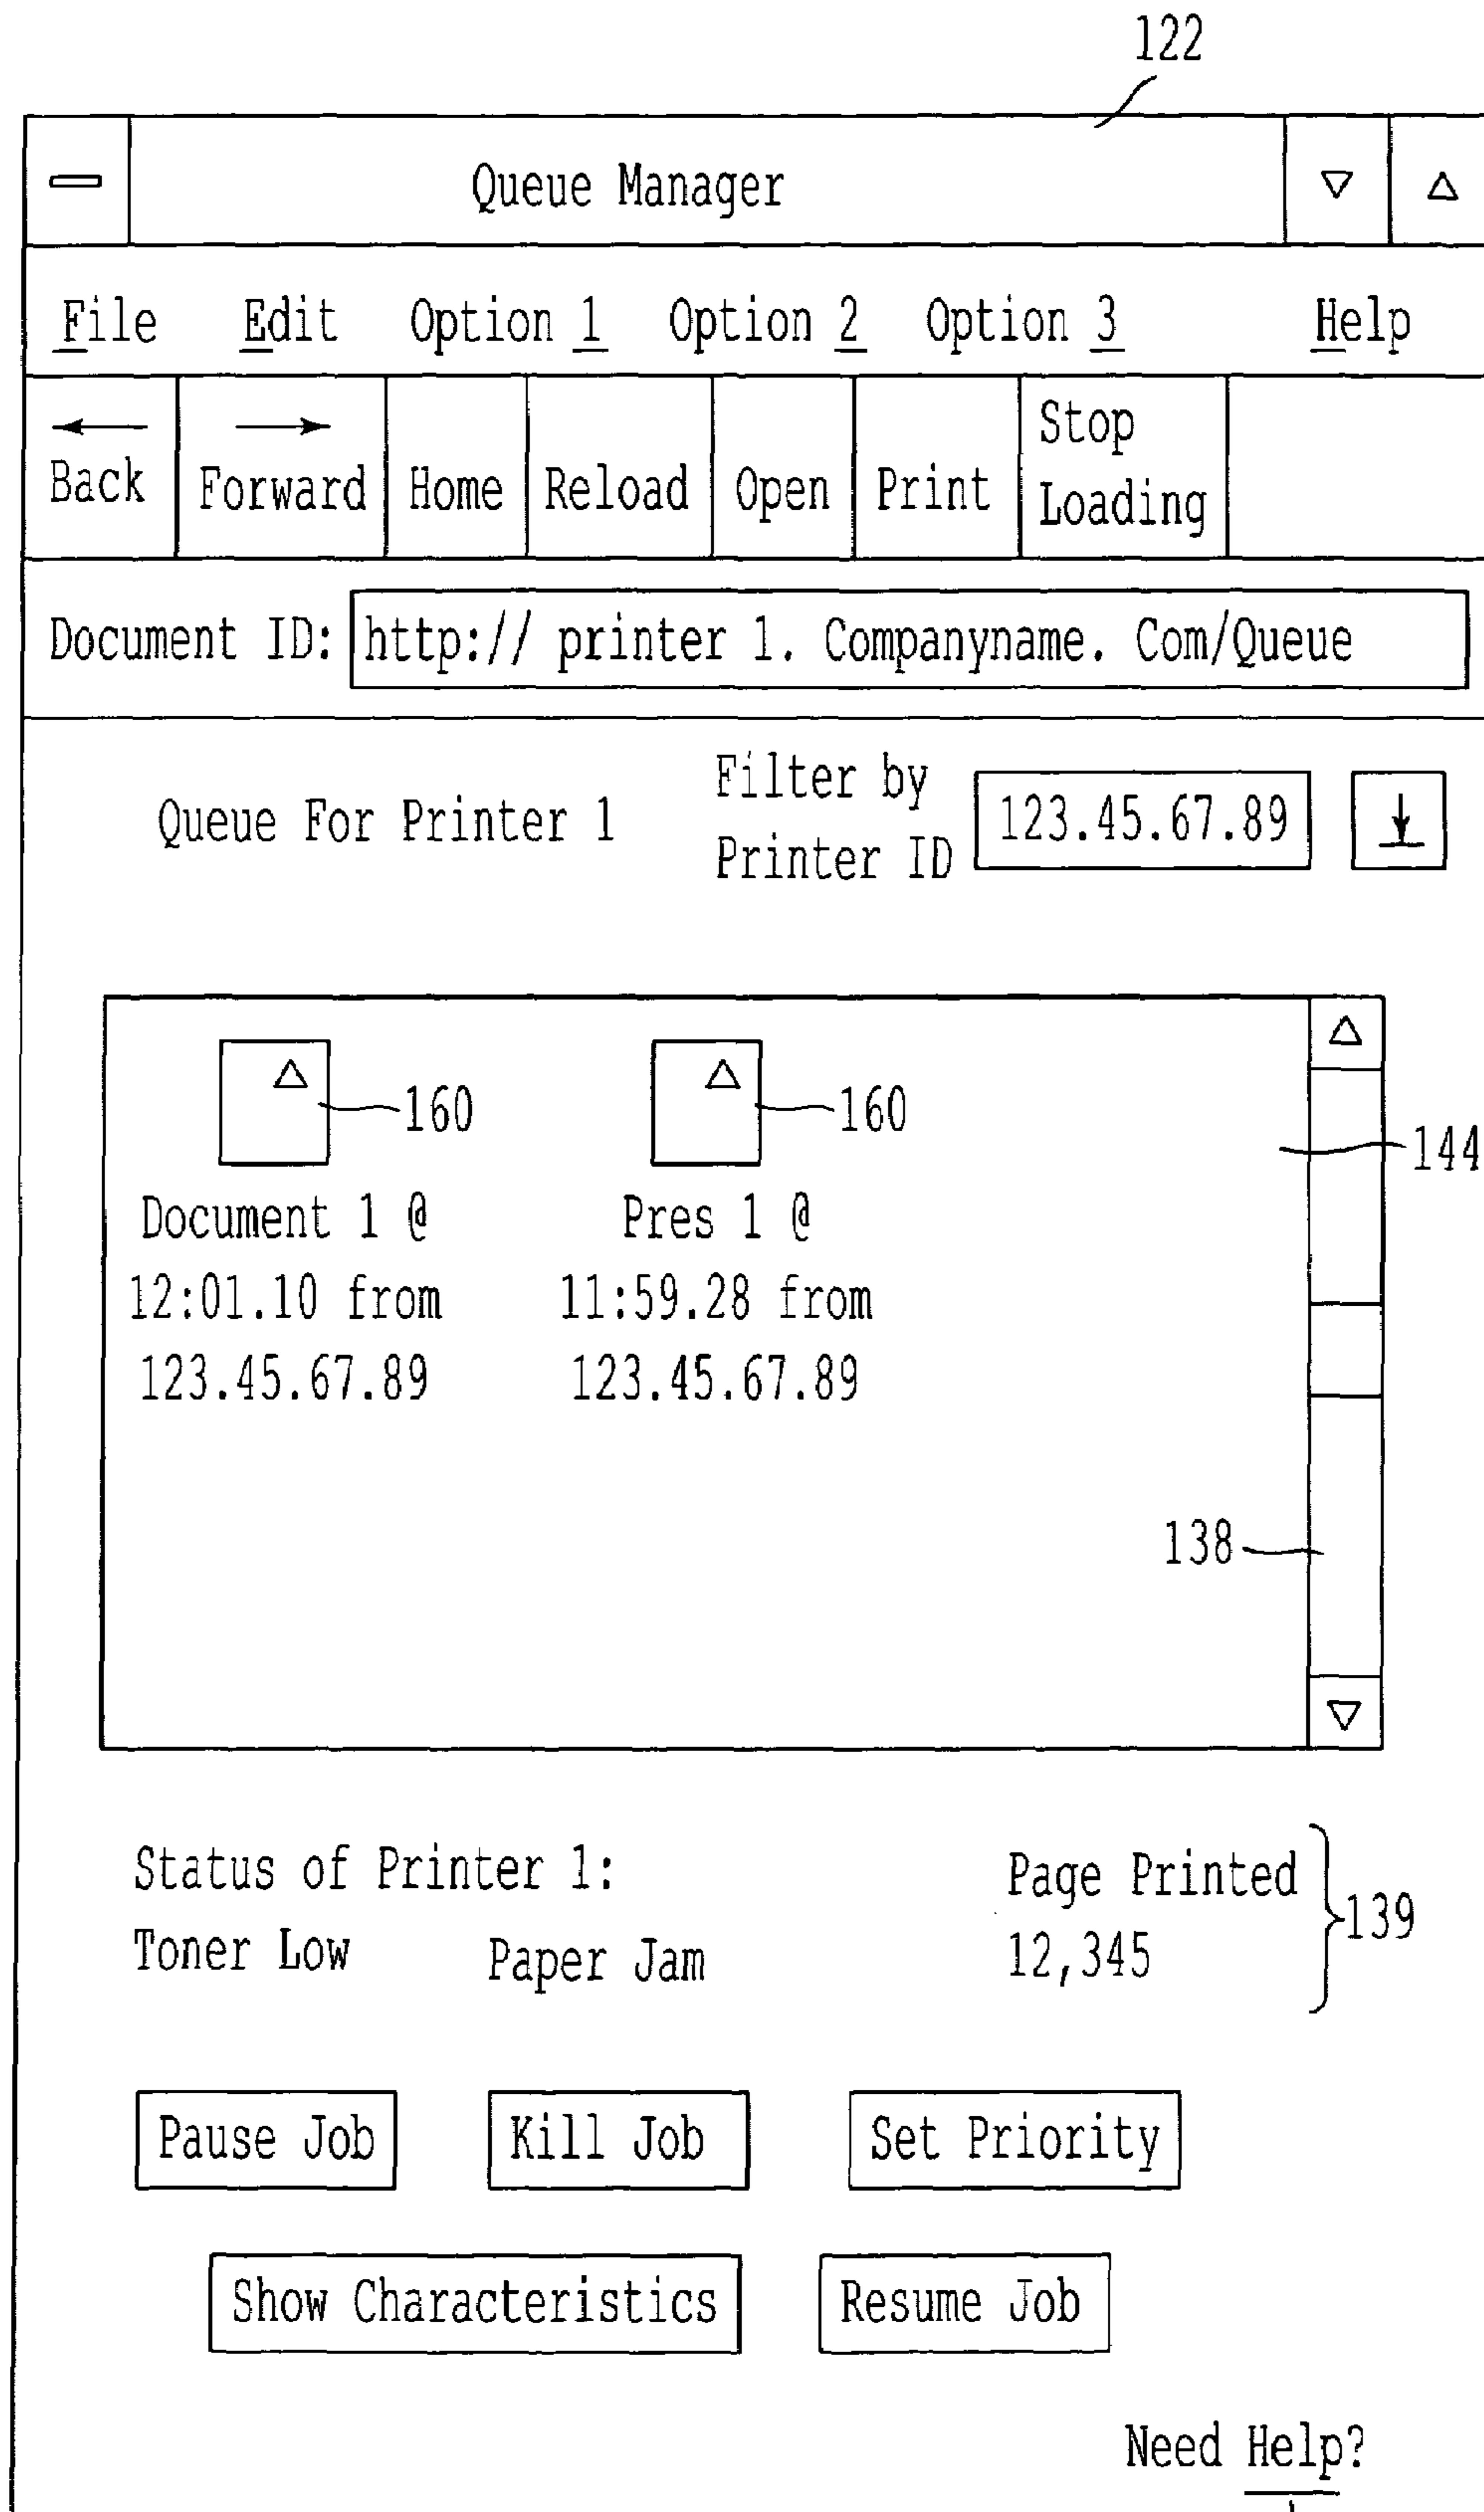 122
Queue Manager
File Edit Option 1 Option 2 Option 3 Help
Back Forward Home Reload Open Print Stop Loading
Document ID: http:// printer 1. Companyname. Com/Queue
Queue For Printer 1
Filter by
Printer ID
123.45.67.89
160
160
144
Document 1 @
12:01.10 from
123.45.67.89
Pres 1 @
11:59.28 from
123.45.67.89
138
Status of Printer 1:
Toner Low
Paper Jam
Page Printed
12,345
139
Pause Job
Kill Job
Set Priority
Show Characteristics
Resume Job
Need Help?